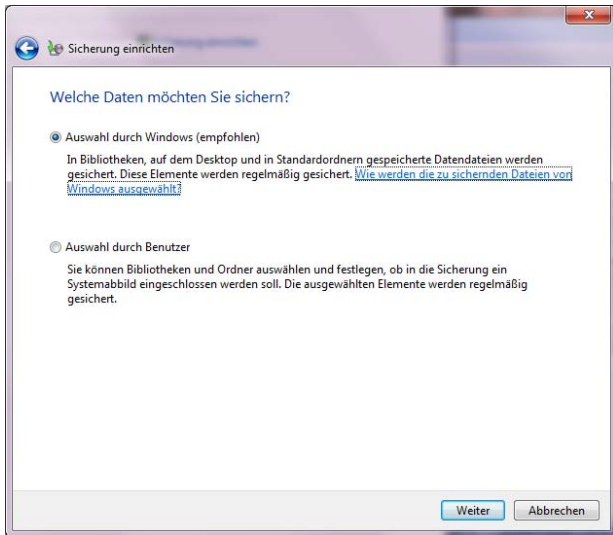 Sicherung einrichten
Welche Daten möchten Sie sichern?
Auswahl durch Windows (empfohlen)
In Bibliotheken, auf dem Desktop und in Standardordnern gespeicherte Datendateien werden
gesichert. Diese Elemente werden regelmäßig gesichert. Wie werden die zu sichernden Dateien von
Windows ausgewählt?
Auswahl durch Benutzer
Sie können Bibliotheken und Ordner auswählen und festlegen, ob in die Sicherung ein
Systemabbild eingeschlossen werden soll. Die ausgewählten Elemente werden regelmäßig
gesichert.
Weiter Abbrechen